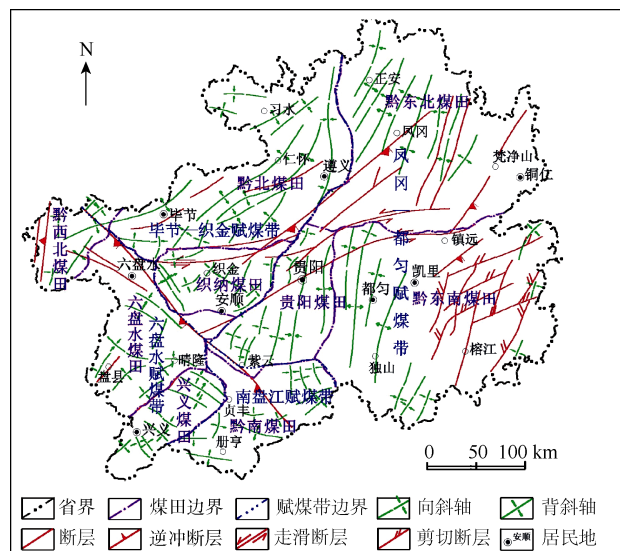 N
正安
习水
黔东北煤田
凤冈
仁怀
遵义
梵净山
铜仁
黔北煤田
凤冈—都匀赋煤带
毕节
毕节—织金赋煤带
黔西北煤田
镇远
六盘水
织金
织纳煤田
贵阳
凯里
安顺
贵阳煤田
都匀
黔东南煤田
六盘水煤田
六盘水赋煤带
晴隆
紫云
独山
榕江
盘县
兴义煤田
南盘江赋煤带
贞丰
黔南煤田
兴义
册亨
0 50 100 km
省界 煤田边界 赋煤带边界 向斜轴 背斜轴
断层 逆冲断层 走滑断层 剪切断层 安顺 居民地